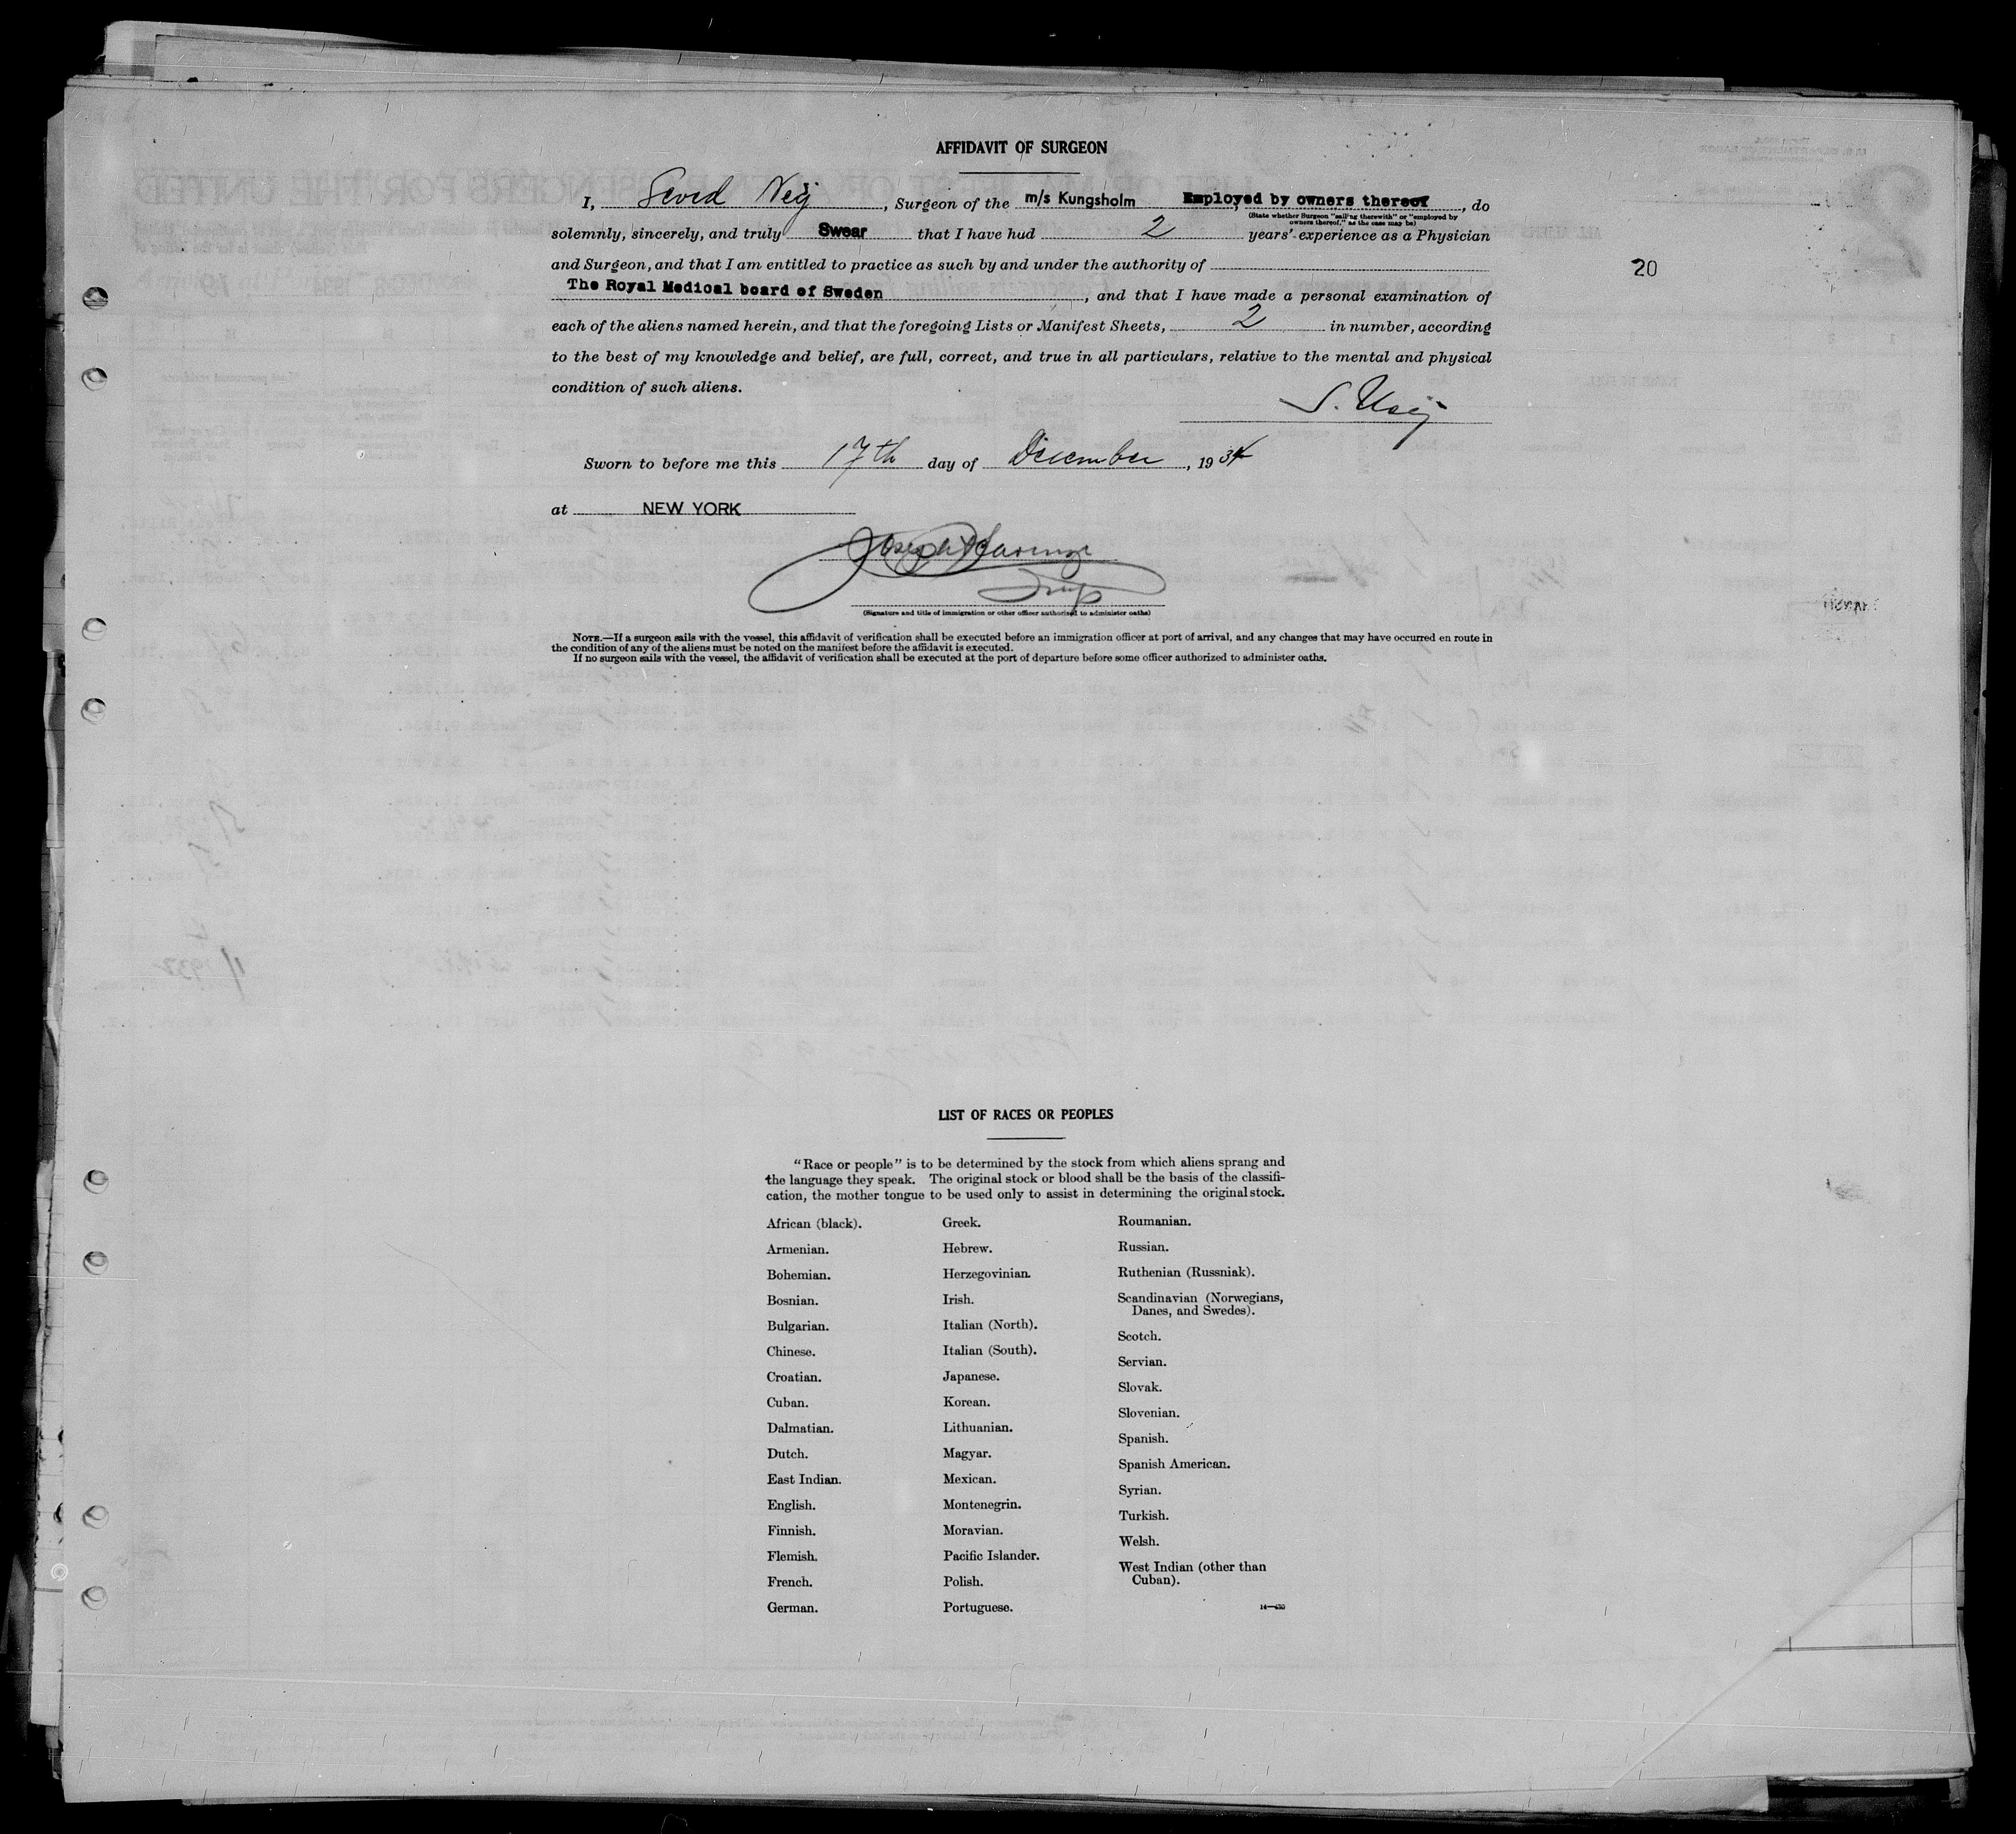 AFFIDAVIT OF SURGEON
I, Seved Neij, Surgeon of the m/s Kungsholm Employed by owners thereof, do
(State whether Surgeon "sailing therewith" or "employed by
owners thereof," as the case may be)
solemnly, sincerely, and truly Swear that I have had 2 years' experience as a Physician
and Surgeon, and that I am entitled to practice as such by and under the authority of
20
The Royal Medical board of Sweden, and that I have made a personal examination of
each of the aliens named herein, and that the foregoing Lists or Manifest Sheets, 2 in number, according
to the best of my knowledge and belief, are full, correct, and true in all particulars, relative to the mental and physical
condition of such aliens.
S. Neij
Sworn to before me this 17th day of December, 1934
at NEW YORK
Insp
(Signature and title of immigration or other officer authorized to administer oaths)
NOTE.—If a surgeon sails with the vessel, this affidavit of verification shall be executed before an immigration officer at port of arrival, and any changes that may have occurred en route in
the condition of any of the aliens must be noted on the manifest before the affidavit is executed.
If no surgeon sails with the vessel, the affidavit of verification shall be executed at the port of departure before some officer authorized to administer oaths.
LIST OF RACES OR PEOPLES
"Race or people" is to be determined by the stock from which aliens sprang and
the language they speak. The original stock or blood shall be the basis of the classifi-
cation, the mother tongue to be used only to assist in determining the original stock.
African (black).
Armenian.
Bohemian.
Bosnian.
Bulgarian.
Chinese.
Croatian.
Cuban.
Dalmatian.
Dutch.
East Indian.
English.
Finnish.
Flemish.
French.
German.
Greek.
Hebrew.
Herzegovinian.
Irish.
Italian (North).
Italian (South).
Japanese.
Korean.
Lithuanian.
Magyar.
Mexican.
Montenegrin.
Moravian.
Pacific Islander.
Polish.
Portuguese.
Roumanian.
Russian.
Ruthenian (Russniak).
Scandinavian (Norwegians,
Danes, and Swedes).
Scotch.
Servian.
Slovak.
Slovenian.
Spanish.
Spanish American.
Syrian.
Turkish.
Welsh.
West Indian (other than
Cuban).
14—430